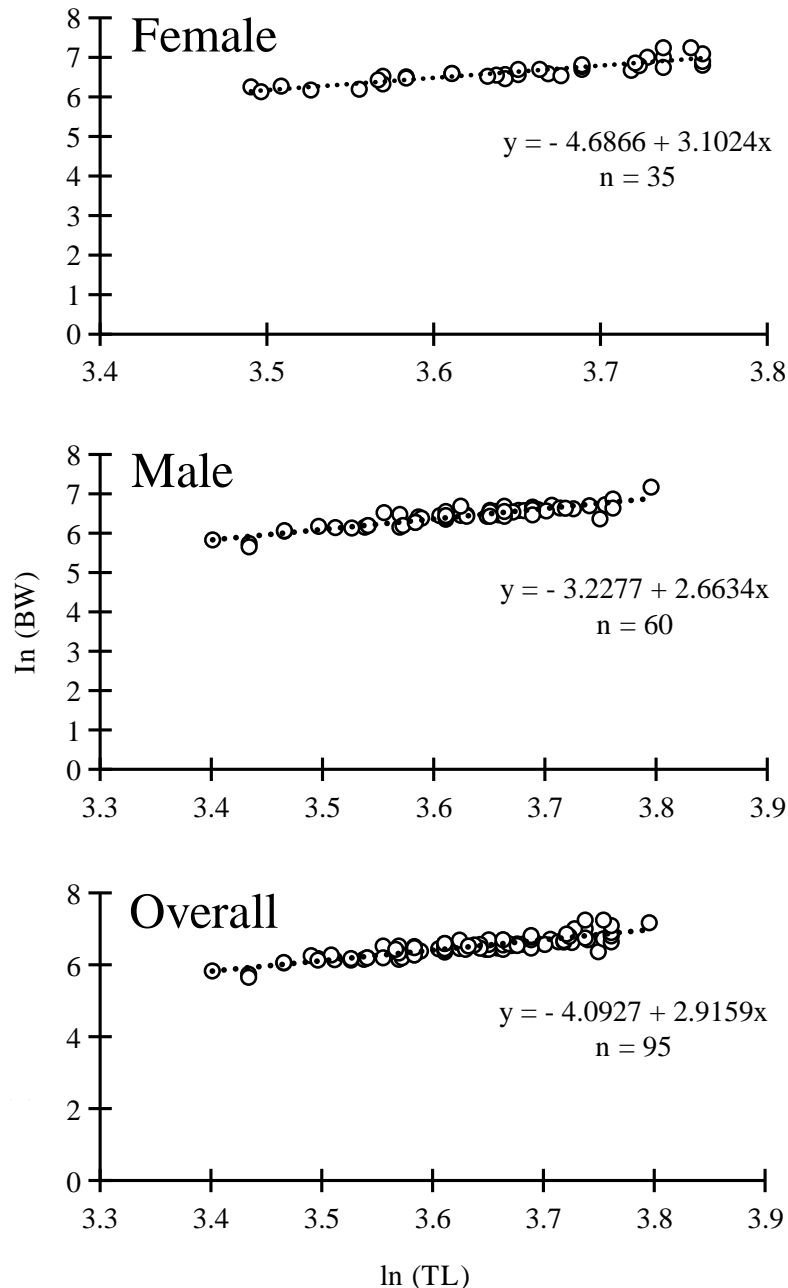 8
Female
7
6
5
y = - 4.6866 + 3.1024x
4
n = 35
3
2
1
0
3.4 3.5 3.6 3.7 3.8
8
Male
7
6
5
y = - 3.2277 + 2.6634x
4
n = 60
3
2
1
0
3.3 3.4 3.5 3.6 3.7 3.8 3.9
In (BW)
8
Overall
6
y = - 4.0927 + 2.9159x
4
n = 95
2
0
3.3 3.4 3.5 3.6 3.7 3.8 3.9
ln (TL)